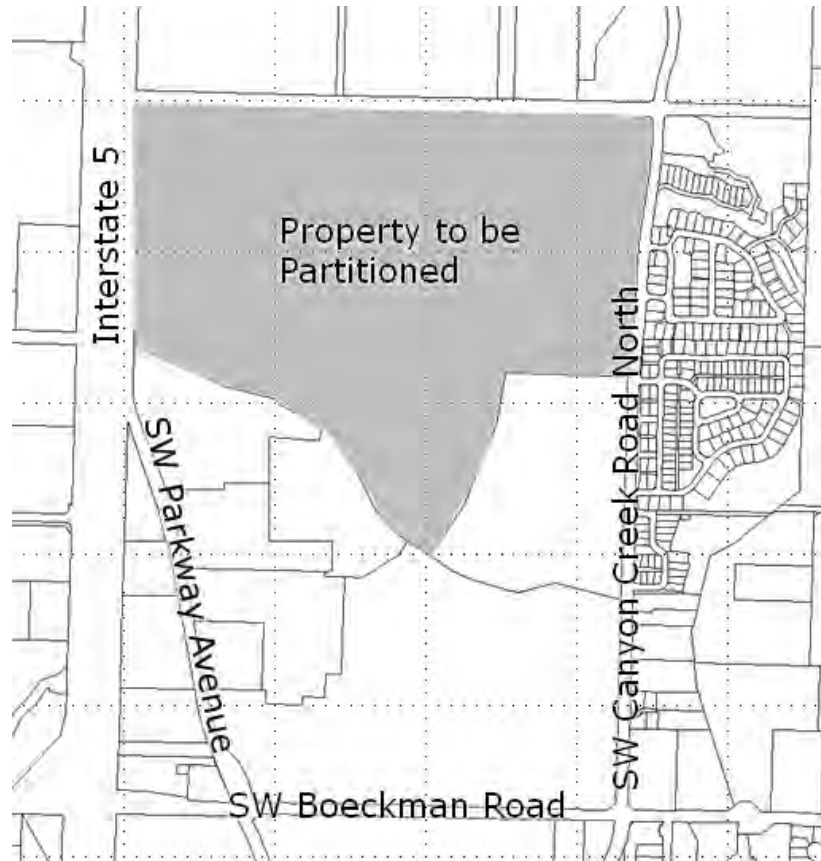 Interstate 5
Property to be
Partitioned
SW Parkway Avenue
SW Canyon Creek Road North
SW Boeckman Road